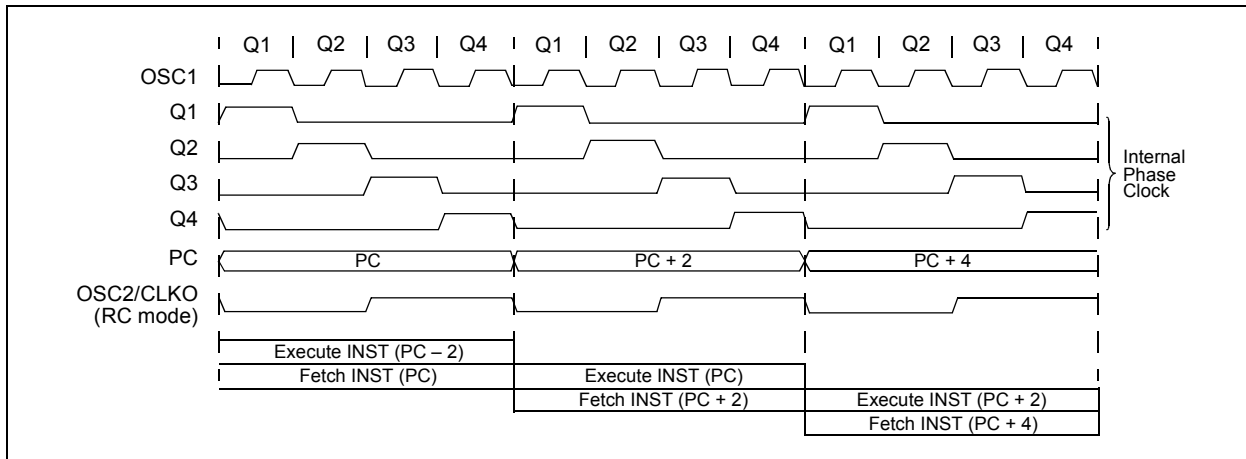 Q1 Q2 Q3 Q4 Q1 Q2 Q3 Q4 Q1 Q2 Q3 Q4
OSC1
Q1
Q2
Q3
Q4
Internal
Phase
Clock
PC
PC
PC + 2
PC + 4
OSC2/CLKO
(RC mode)
Execute INST (PC – 2)
Fetch INST (PC)
Execute INST (PC)
Fetch INST (PC + 2)
Execute INST (PC + 2)
Fetch INST (PC + 4)